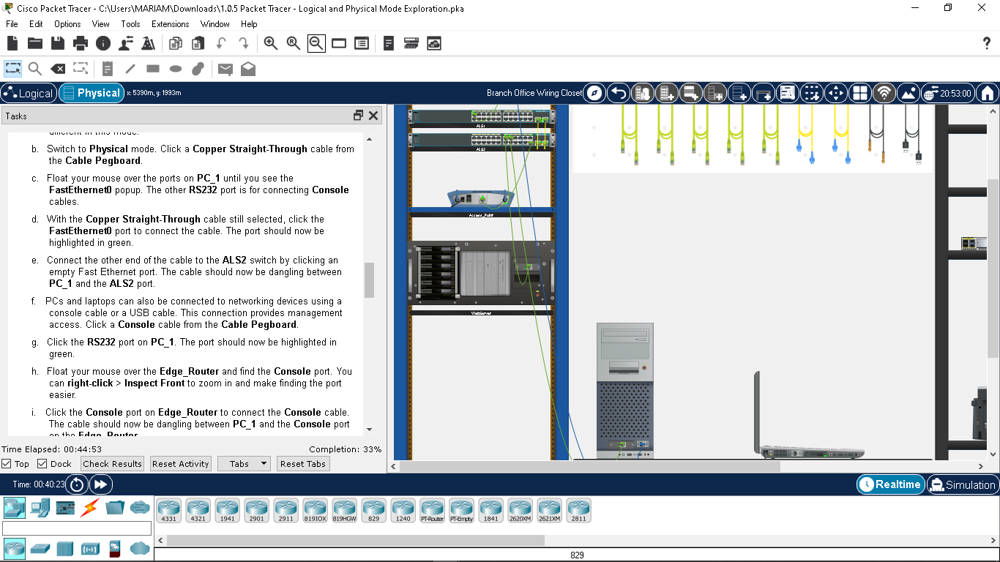 Cisco Packet Tracer - C:\Users\MARIAM\Downloads\1.0.5 Packet Tracer - Logical and Physical Mode Exploration.pka
File Edit Options View Tools Extensions Window Help
Logical Physical x: 5390m, y: 1993m Branch Office Wiring Closet 20:53:00
Tasks
different in this mode.
b. Switch to Physical mode. Click a Copper Straight-Through cable from
the Cable Pegboard.
c. Float your mouse over the ports on PC_1 until you see the
FastEthernet0 popup. The other RS232 port is for connecting Console
cables.
d. With the Copper Straight-Through cable still selected, click the
FastEthernet0 port to connect the cable. The port should now be
highlighted in green.
e. Connect the other end of the cable to the ALS2 switch by clicking an
empty Fast Ethernet port. The cable should now be dangling between
PC_1 and the ALS2 port.
f. PCs and laptops can also be connected to networking devices using a
console cable or a USB cable. This connection provides management
access. Click a Console cable from the Cable Pegboard.
g. Click the RS232 port on PC_1. The port should now be highlighted in
green.
h. Float your mouse over the Edge_Router and find the Console port. You
can right-click > Inspect Front to zoom in and make finding the port
easier.
i. Click the Console port on Edge_Router to connect the Console cable.
The cable should now be dangling between PC_1 and the Console port
on the Edge_Router
ALS1
ALS2
Access_Point
WebServer
Time Elapsed: 00:44:53 Completion: 33%
Top Dock Check Results Reset Activity Tabs Reset Tabs
Time: 00:40:23 Realtime Simulation
4331 4321 1941 2901 2911 819IOX 819HGW 829 1240 PT-Router PT-Empty 1841 2620XM 2621XM 2811
829